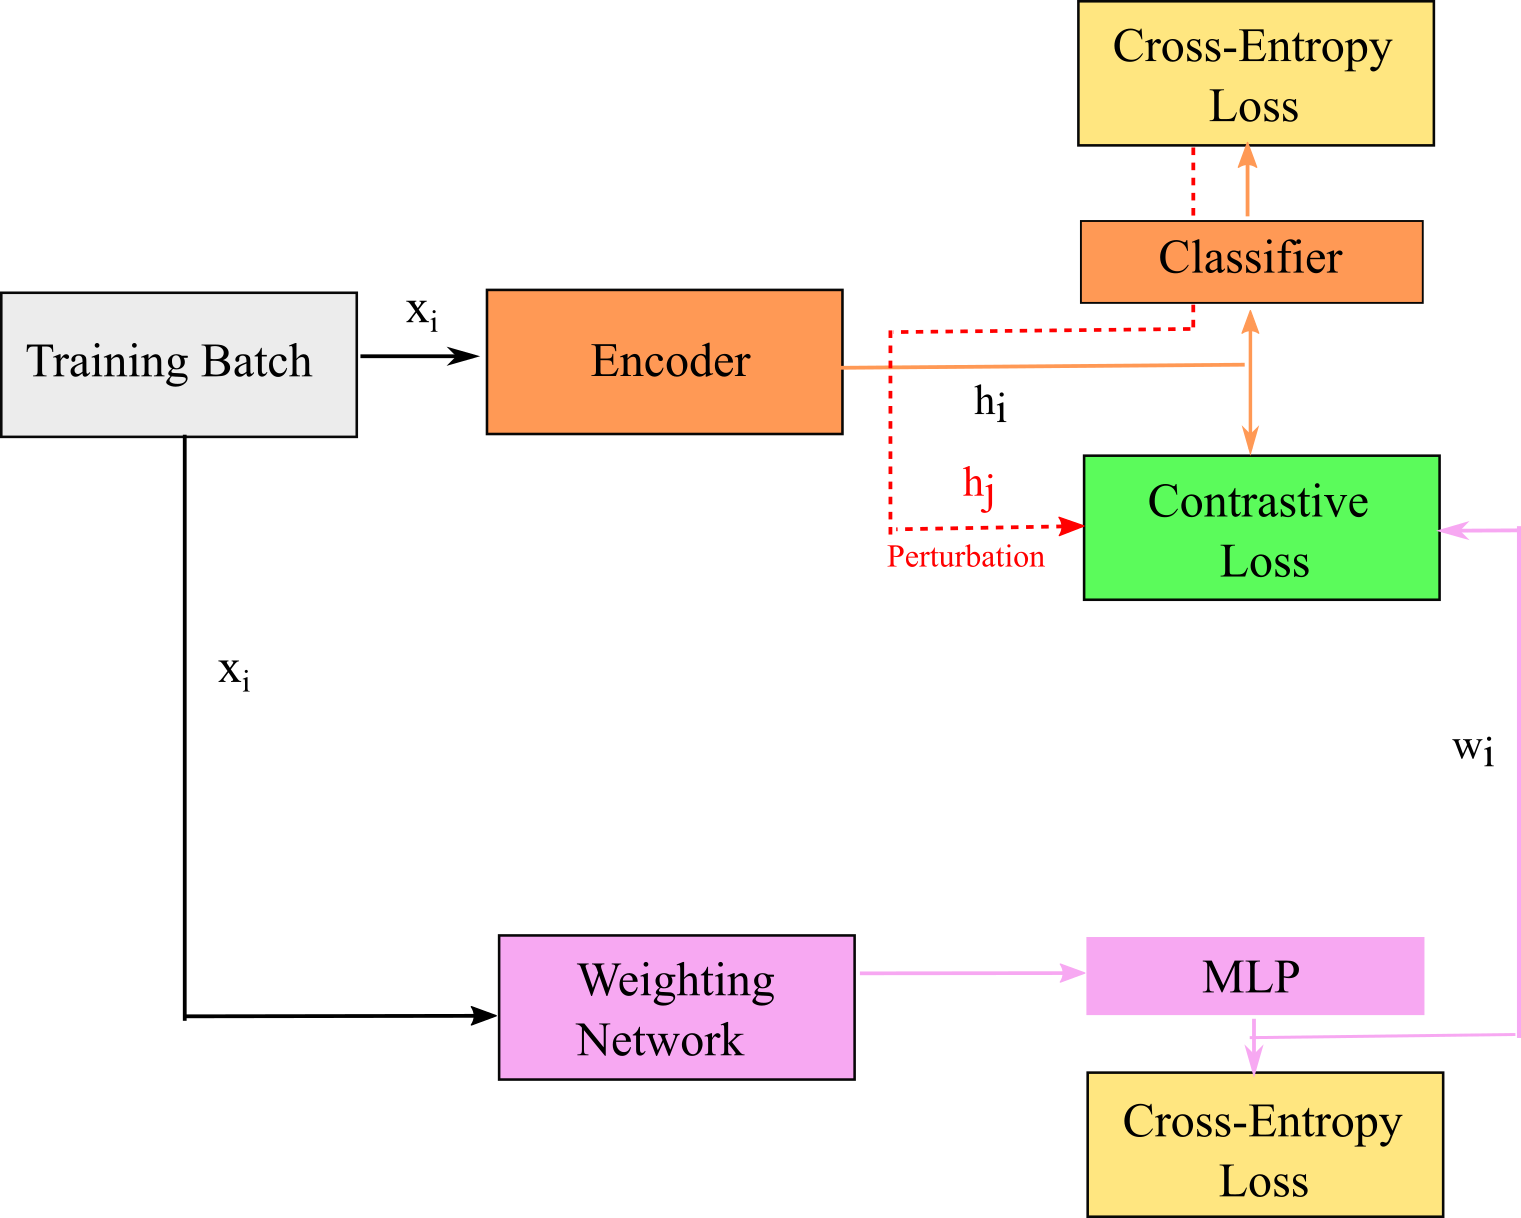 Cross-Entropy
Loss
Classifier
x_i
Training Batch
Encoder
h_i
h_j
Perturbation
Contrastive
Loss
x_i
w_i
Weighting
Network
MLP
Cross-Entropy
Loss